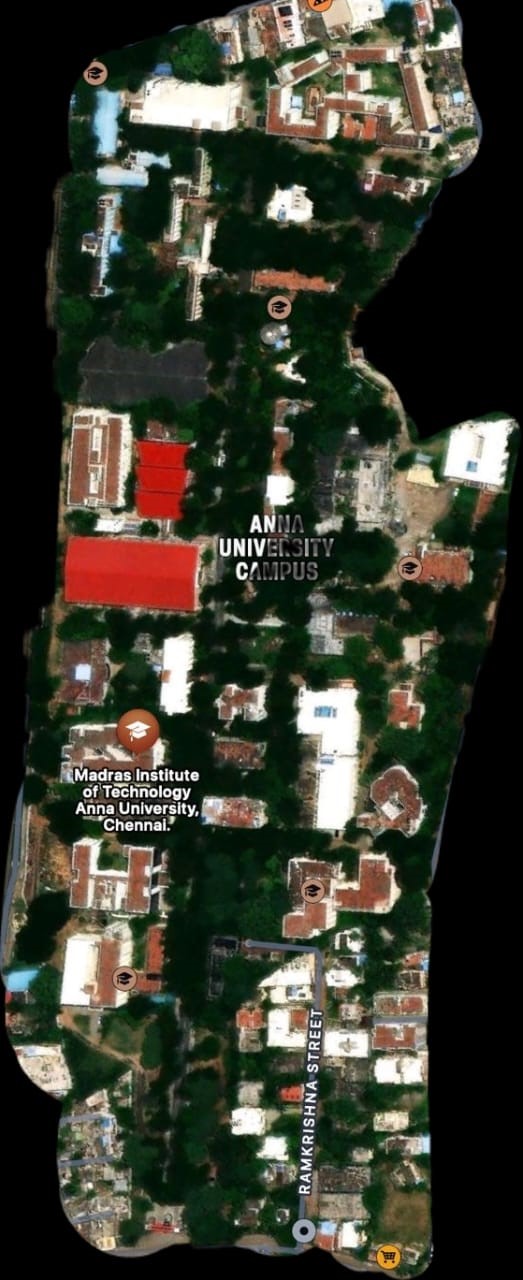 ANNA
UNIVERSITY
CAMPUS
Madras Institute
of Technology
Anna University,
Chennai.
RAMKRISHNA STREET